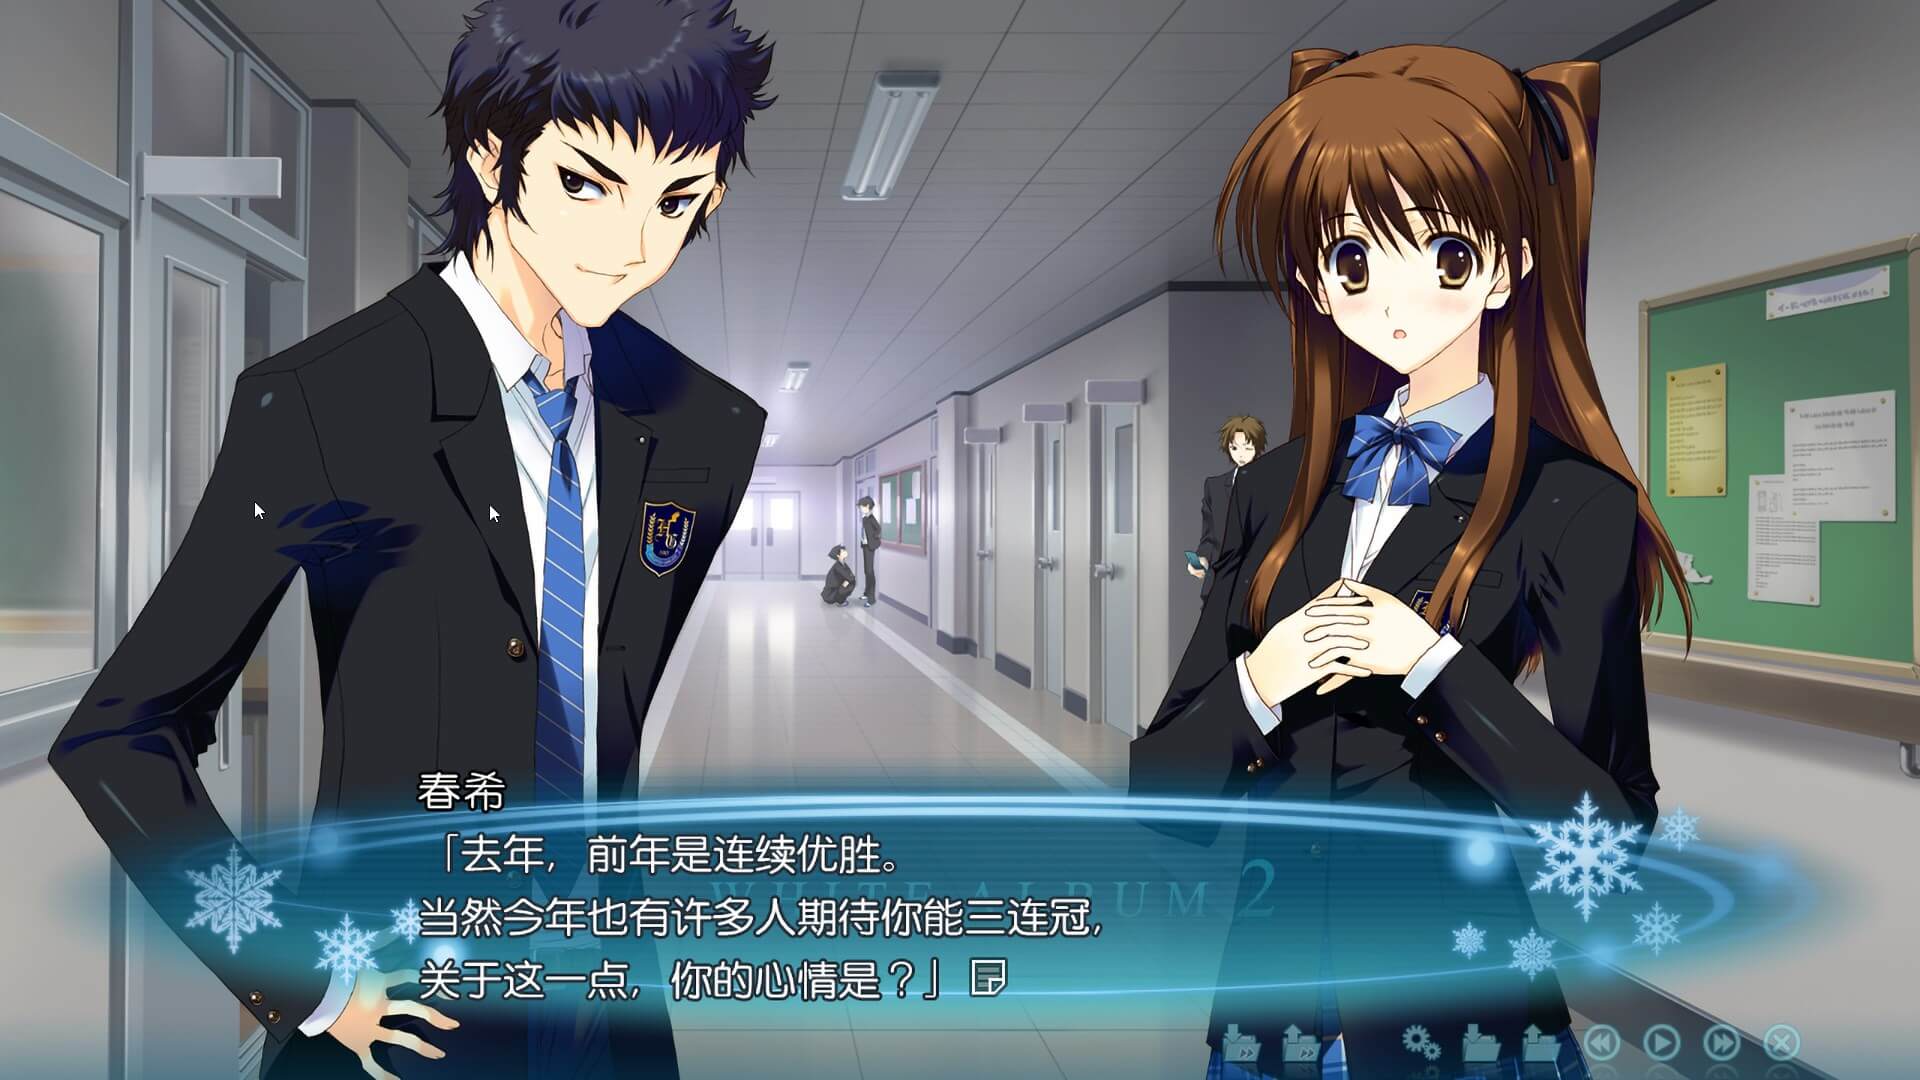 春希
「去年，前年是连续优胜。
WHITE ALBUM 2
当然今年也有许多人期待你能三连冠，
关于这一点，你的心情是？」